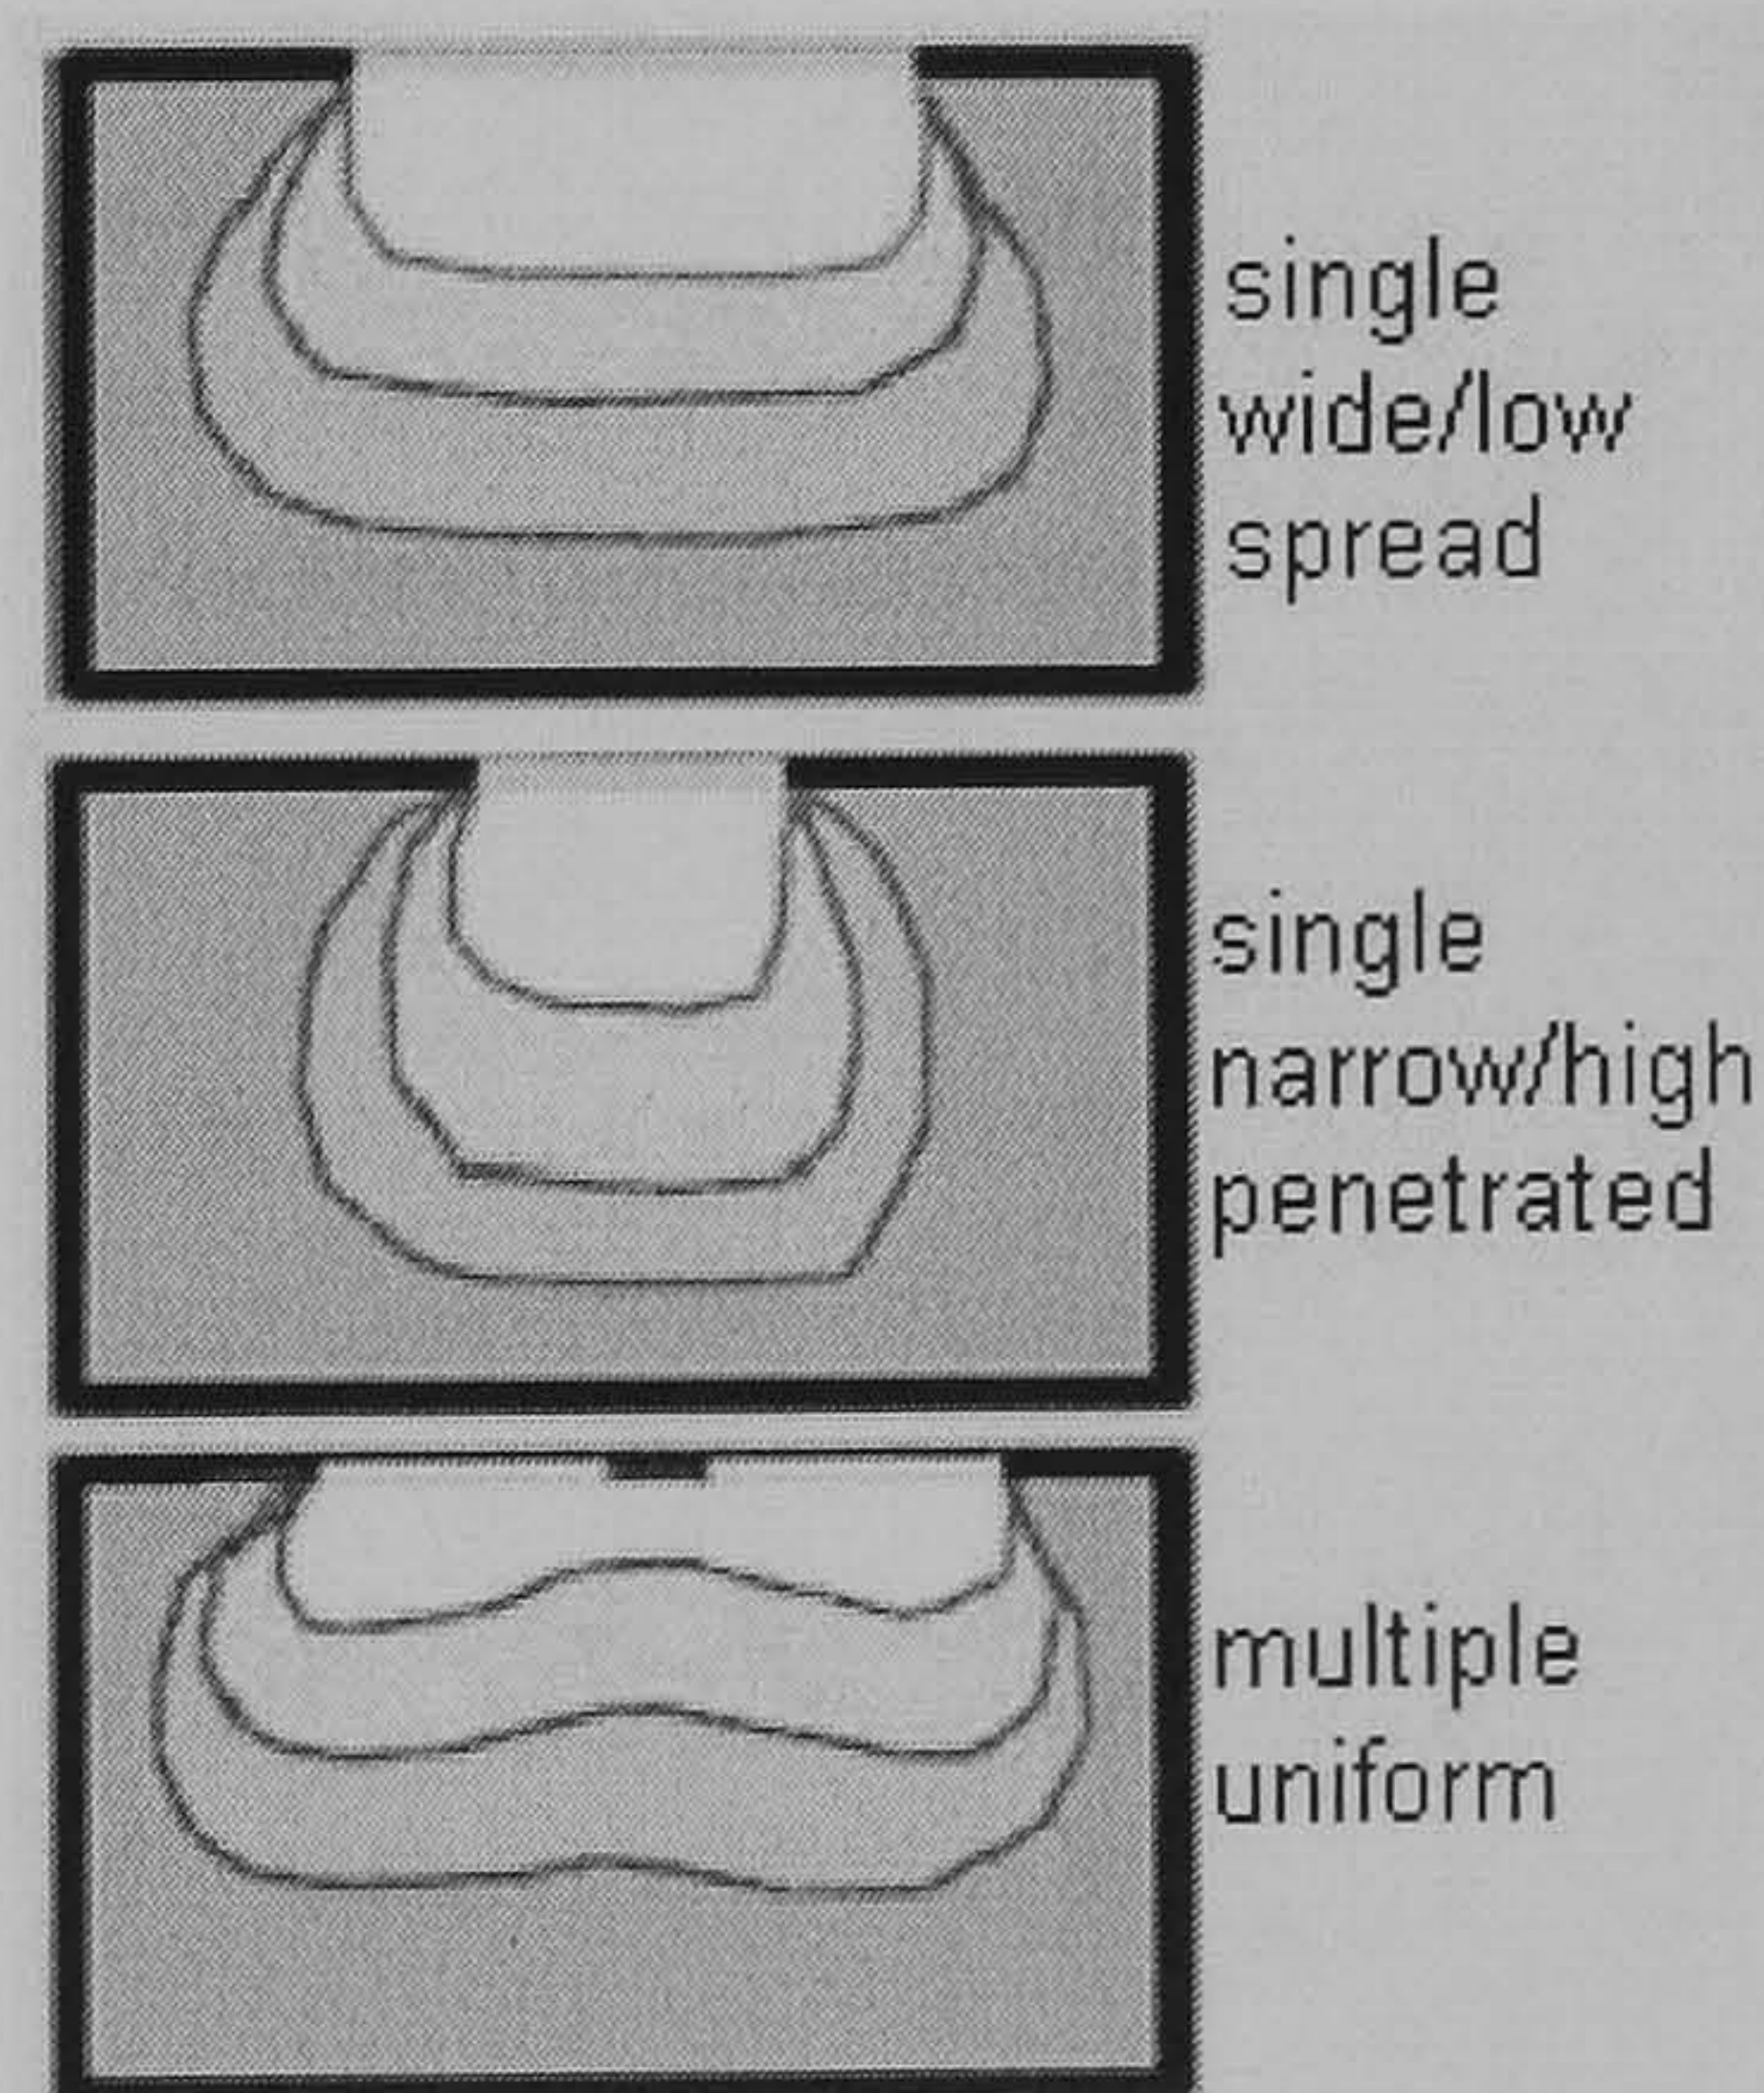 single
wide/low
spread
single
narrow/high
penetrated
multiple
uniform